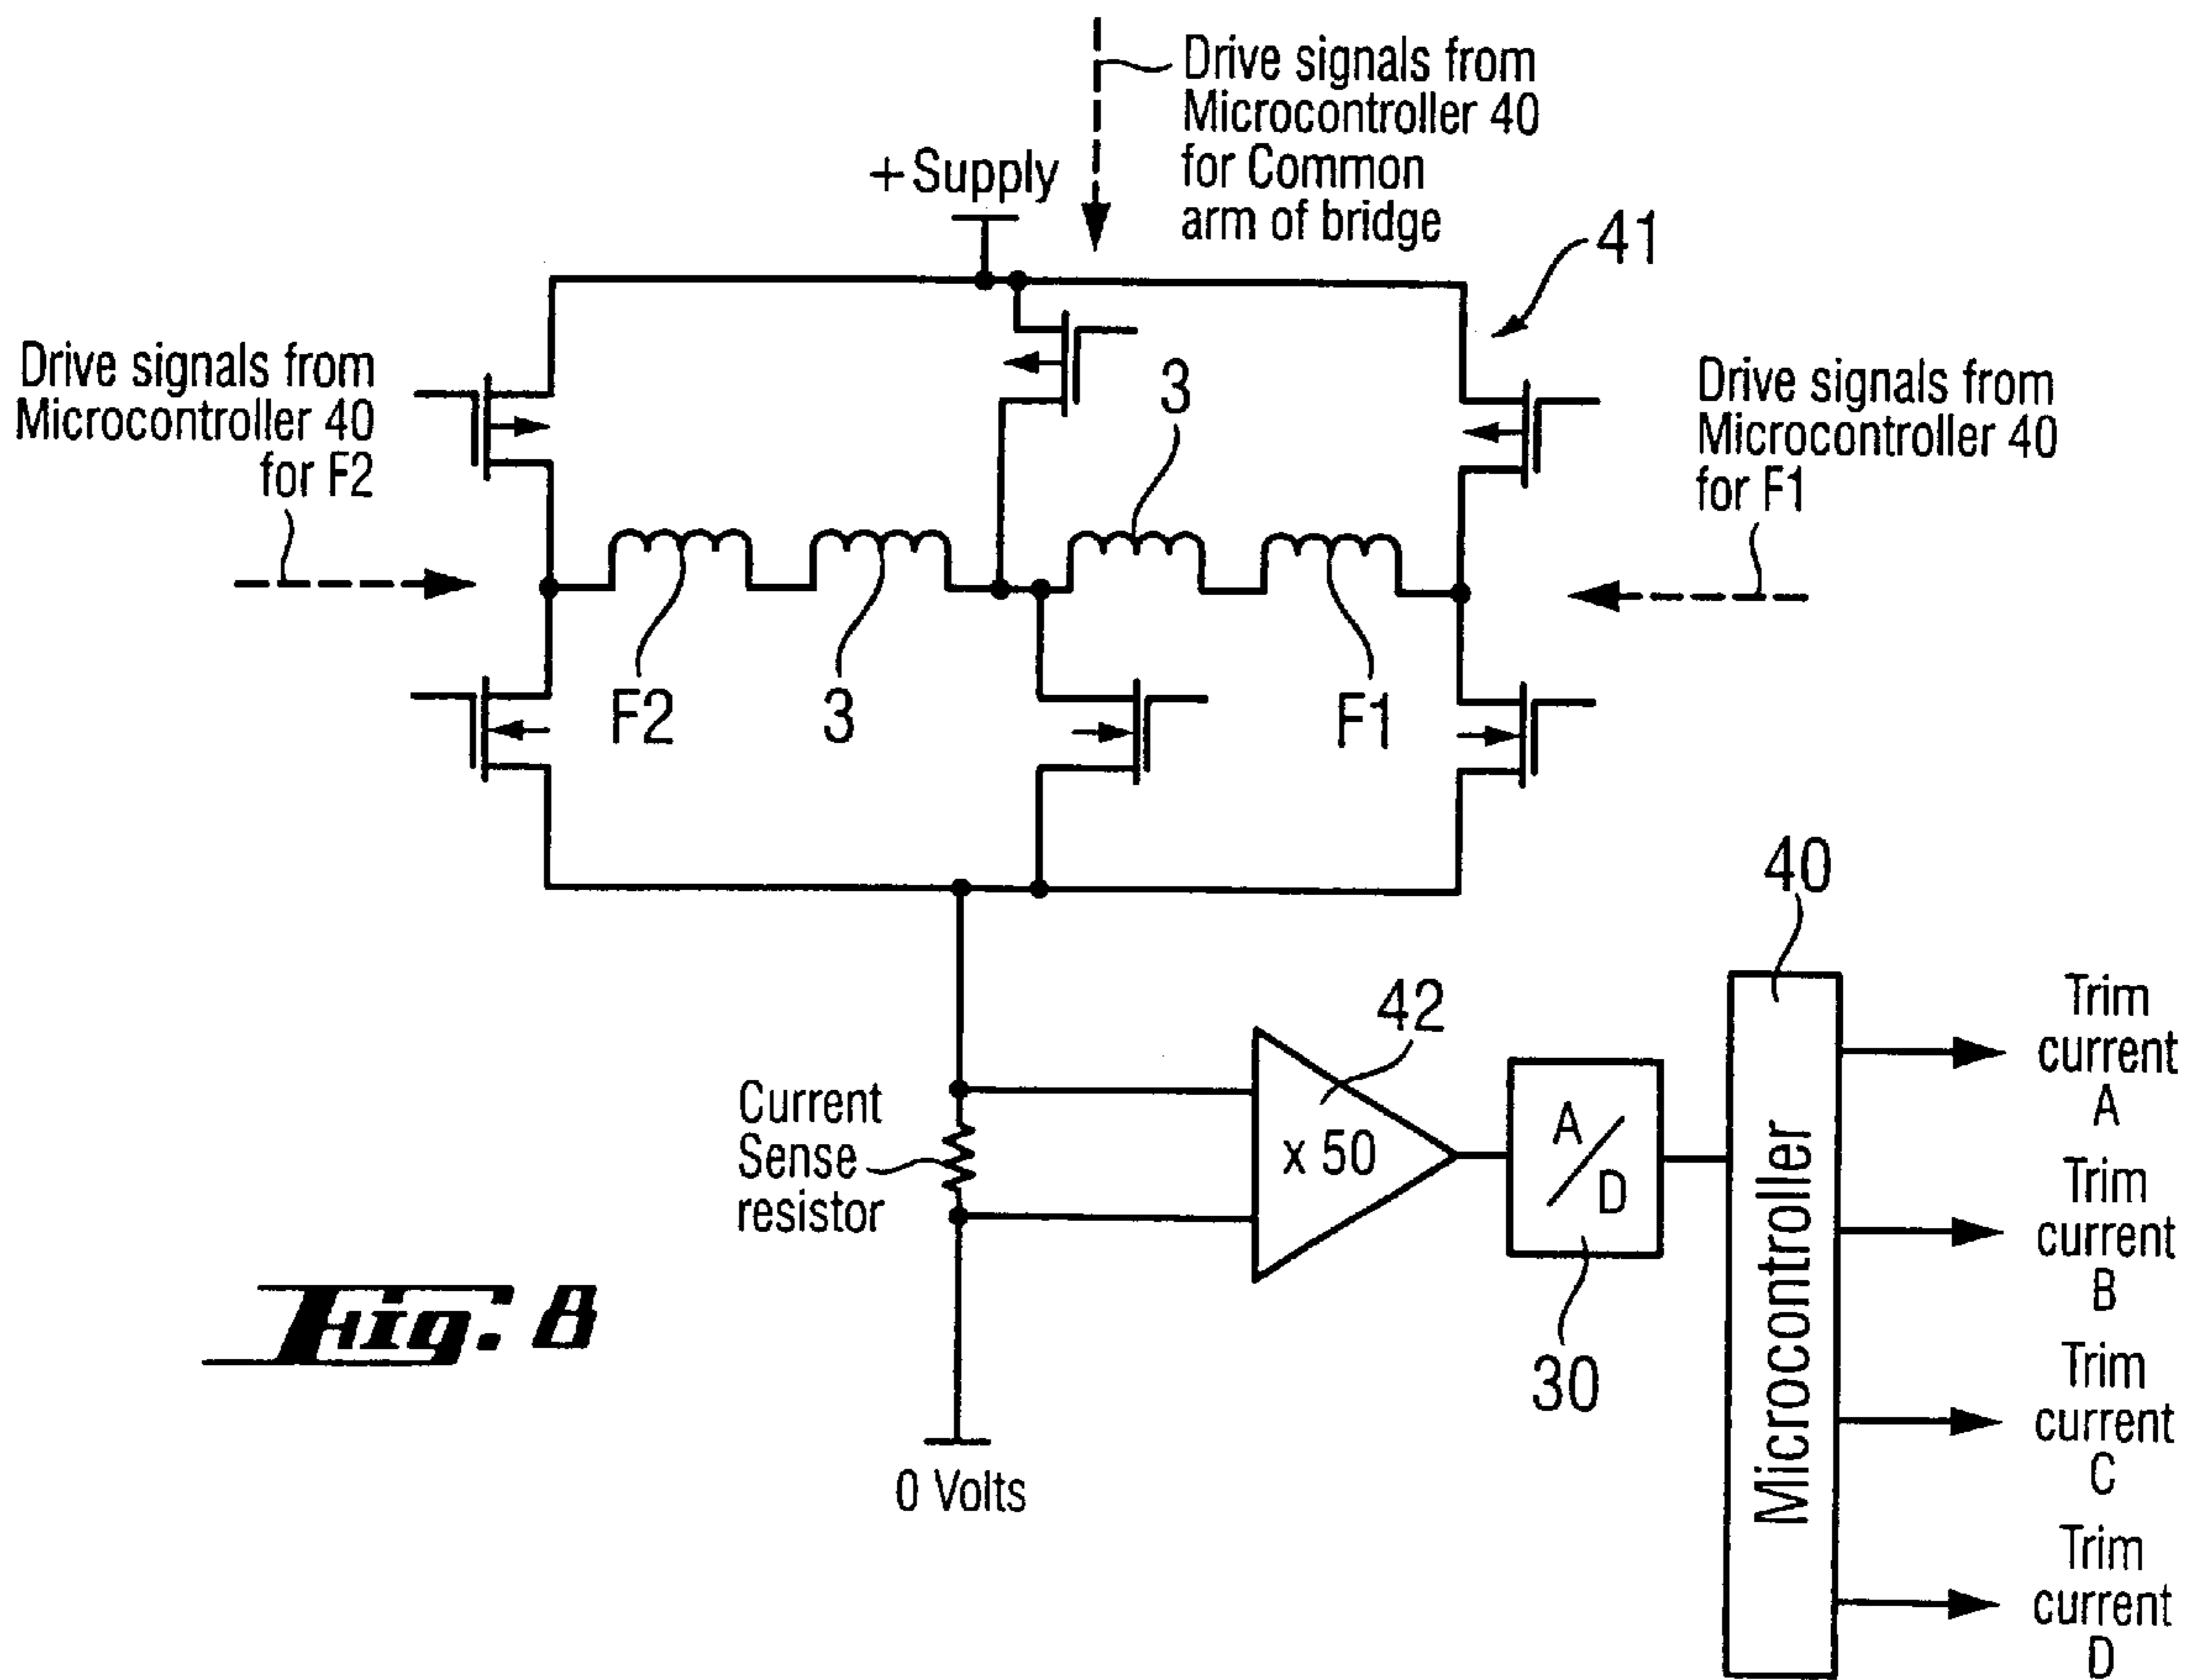 Drive signals from
Microcontroller 40
for Common
arm of bridge
+ Supply
41
Drive signals from
Microcontroller 40
for F2
3
Drive signals from
Microcontroller 40
for F1
F2
3
F1
40
42
Current
Sense
resistor
x 50
A/D
30
Microcontroller
Trim
current
A
Trim
current
B
Trim
current
C
Trim
current
D
0 Volts
Fig. 8